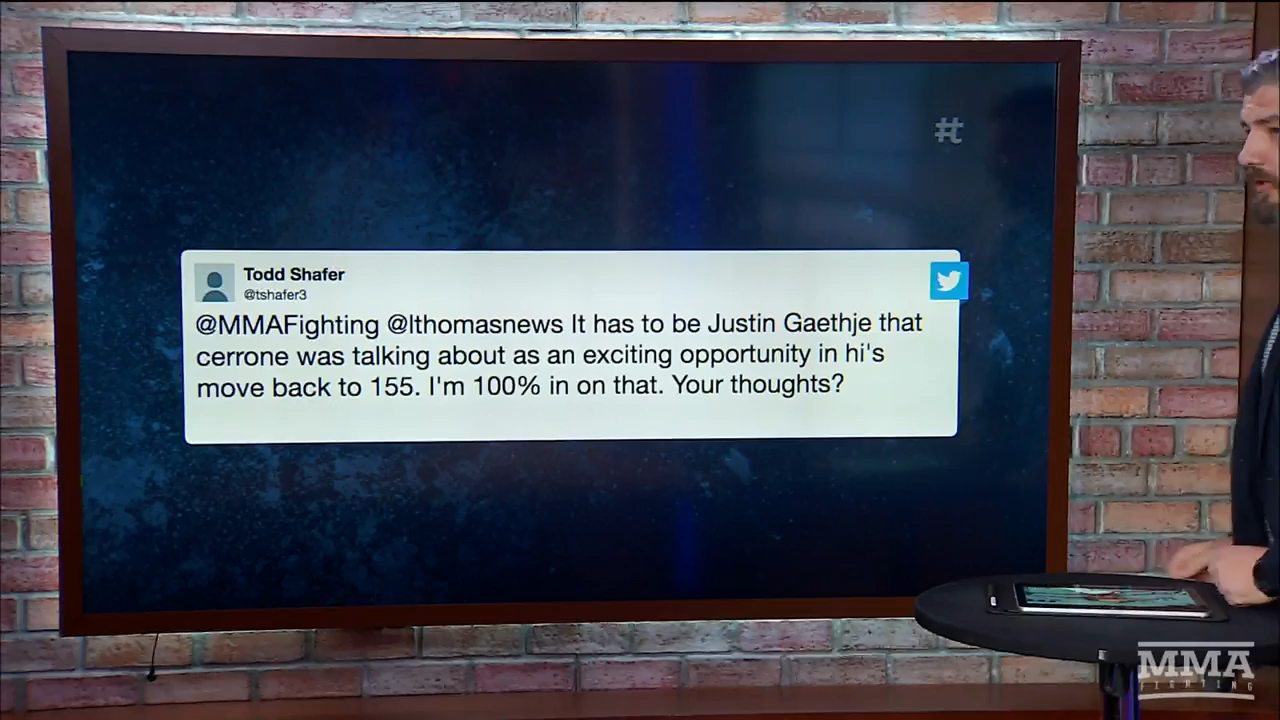 #
Todd Shafer
@tshafer3
@MMAFighting @lthomasnews It has to be Justin Gaethje that
cerrone was talking about as an exciting opportunity in hi's
move back to 155. I'm 100% in on that. Your thoughts?
MMA
FIGHTING